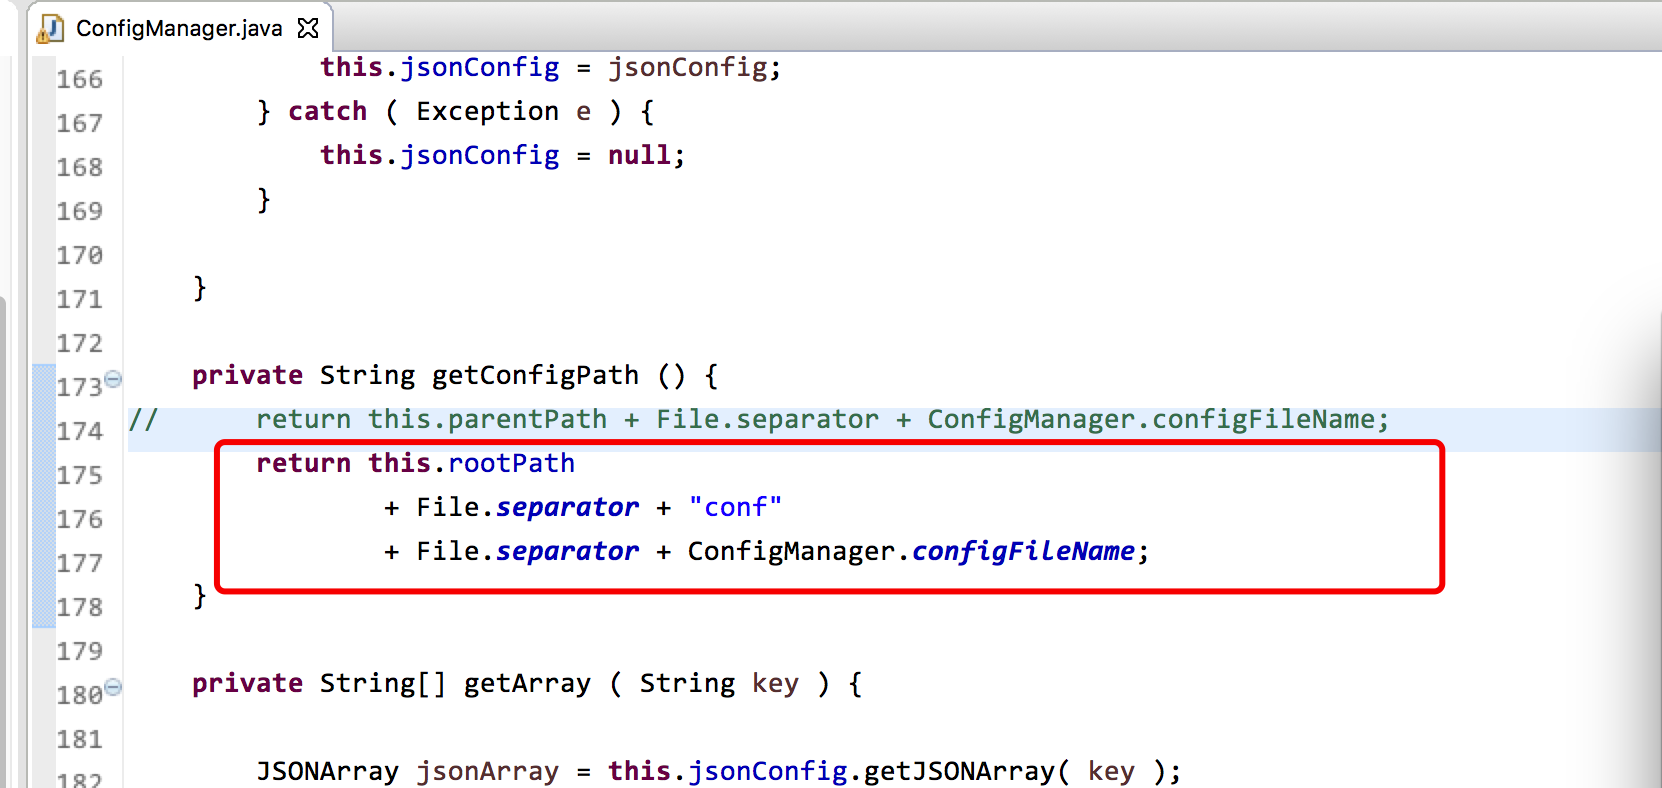 ConfigManager.java
166 this.jsonConfig = jsonConfig;
167 } catch ( Exception e ) {
168 this.jsonConfig = null;
169 }
170
171 }
172
173 private String getConfigPath () {
174 // return this.parentPath + File.separator + ConfigManager.configFileName;
175 return this.rootPath
176 + File.separator + "conf"
177 + File.separator + ConfigManager.configFileName;
178 }
179
180 private String[] getArray ( String key ) {
181
182 JSONArray jsonArray = this.jsonConfig.getJSONArray( key );